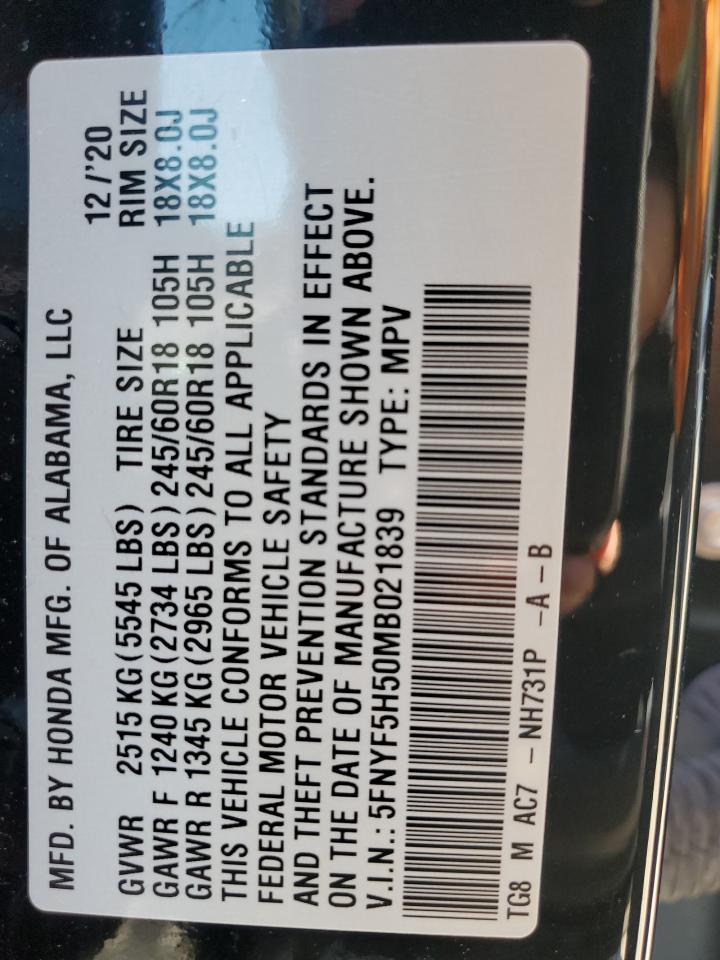 MFD. BY HONDA MFG. OF ALABAMA, LLC
12/'20
GVWR 2515 KG(5545 LBS) TIRE SIZE RIM SIZE
GAWR F 1240 KG(2734 LBS)245/60R18 105H 18X8.0J
GAWR R 1345 KG(2965 LBS)245/60R18 105H 18X8.0J
THIS VEHICLE CONFORMS TO ALL APPLICABLE
FEDERAL MOTOR VEHICLE SAFETY
AND THEFT PREVENTION STANDARDS IN EFFECT
ON THE DATE OF MANUFACTURE SHOWN ABOVE.
V.I.N.: 5FNYF5H50MB021839 TYPE: MPV
TG8 M AC7 -NH731P -A-B